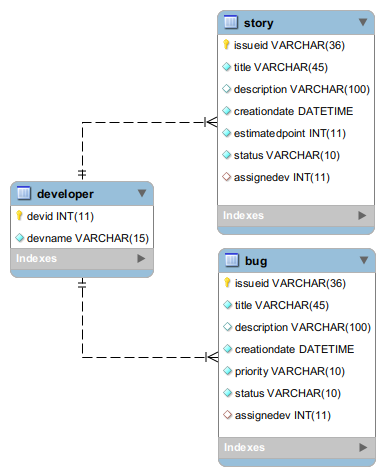 story
issueid VARCHAR(36)
title VARCHAR(45)
description VARCHAR(100)
creationdate DATETIME
estimatedpoint INT(11)
status VARCHAR(10)
assignedev INT(11)
Indexes
developer
devid INT(11)
devname VARCHAR(15)
Indexes
bug
issueid VARCHAR(36)
title VARCHAR(45)
description VARCHAR(100)
creationdate DATETIME
priority VARCHAR(10)
status VARCHAR(10)
assignedev INT(11)
Indexes